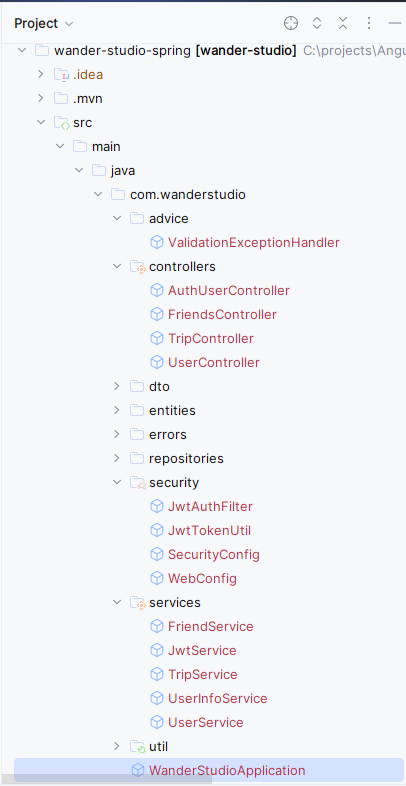 Project
wander-studio-spring [wander-studio] C:\projects\Angu
.idea
.mvn
src
main
java
com.wanderstudio
advice
ValidationExceptionHandler
controllers
AuthUserController
FriendsController
TripController
UserController
dto
entities
errors
repositories
security
JwtAuthFilter
JwtTokenUtil
SecurityConfig
WebConfig
services
FriendService
JwtService
TripService
UserInfoService
UserService
util
WanderStudioApplication